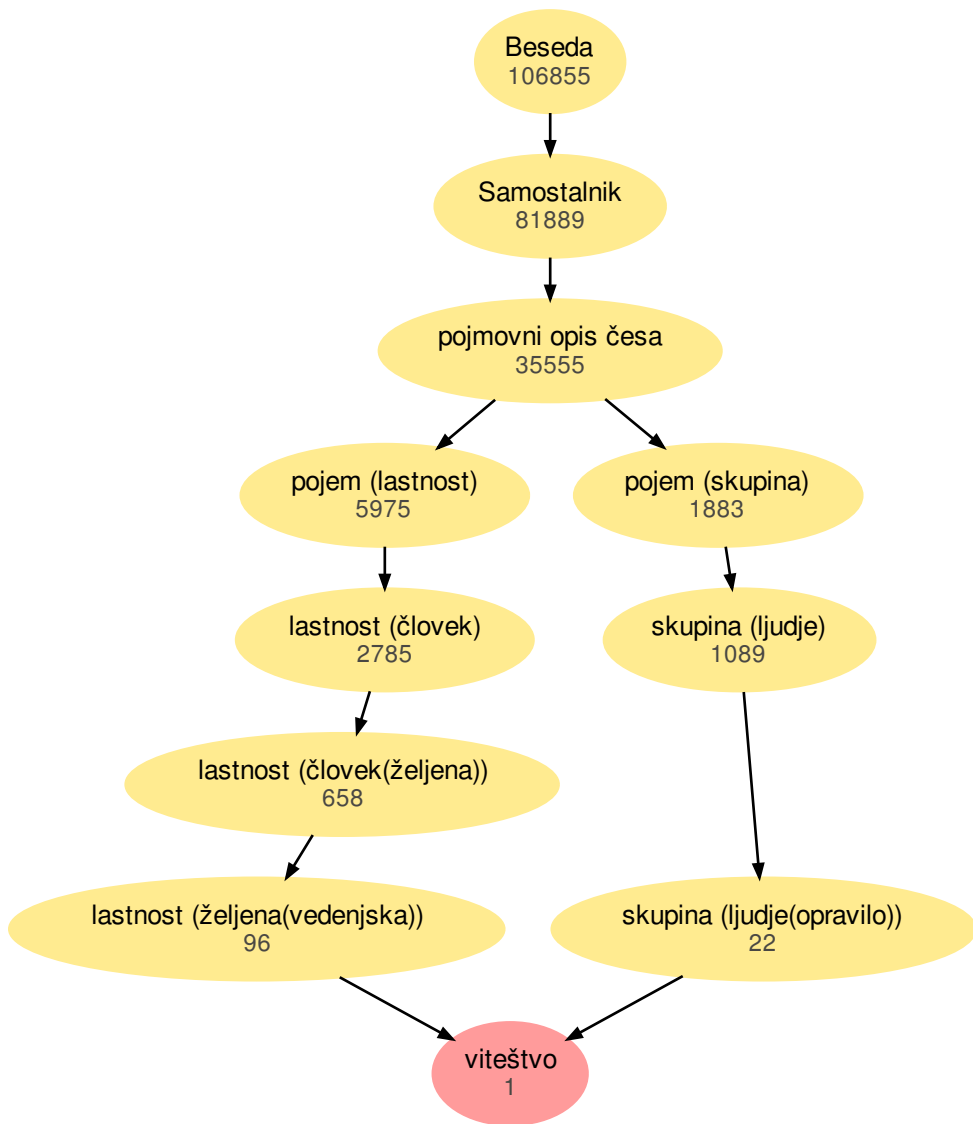 Beseda
106855
Samostalnik
81889
pojmovni opis česa
35555
pojem (lastnost)
5975
pojem (skupina)
1883
lastnost (človek)
2785
skupina (ljudje)
1089
lastnost (človek(željena))
658
lastnost (željena(vedenjska))
96
skupina (ljudje(opravilo))
22
viteštvo
1